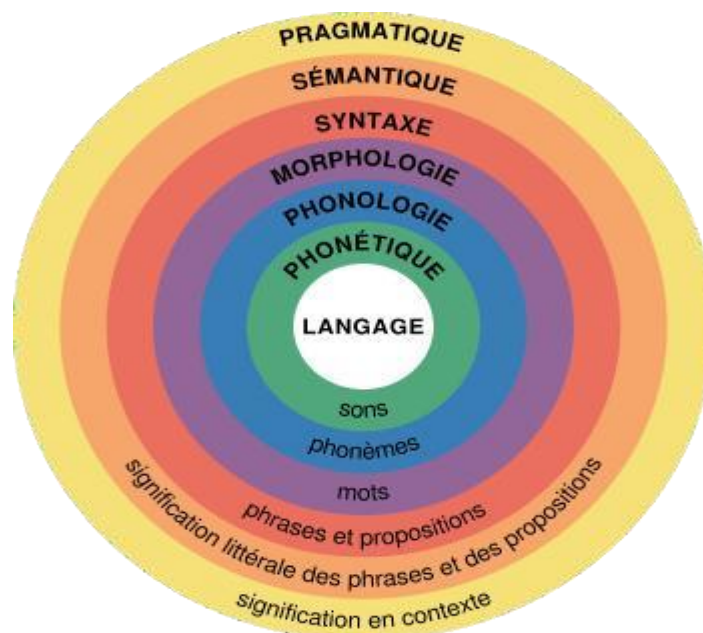 PRAGMATIQUE
SÉMANTIQUE
SYNTAXE
MORPHOLOGIE
PHONOLOGIE
PHONÉTIQUE
LANGAGE
sons
phonèmes
mots
phrases et propositions
signification littérale des phrases et des propositions
signification en contexte